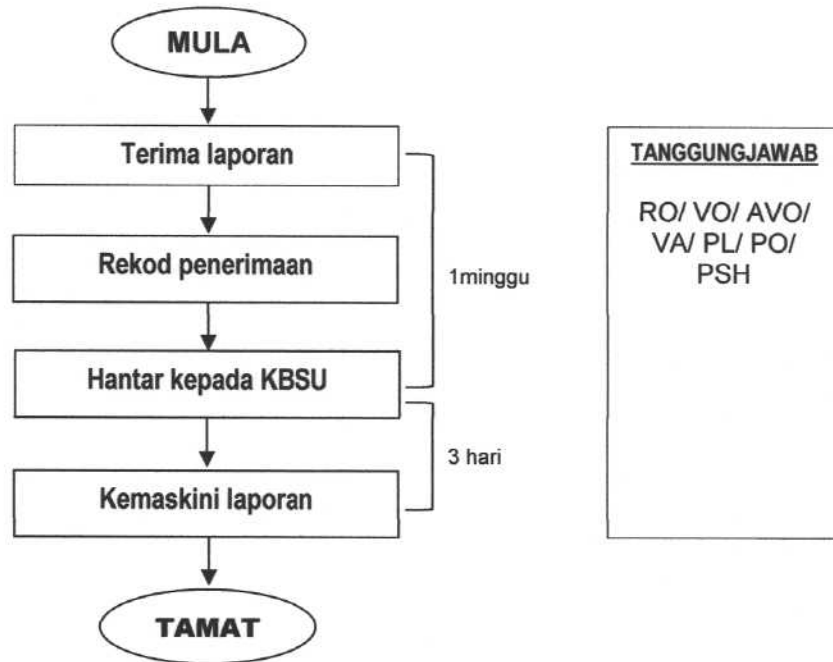 MULA
Terima laporan
Rekod penerimaan
1minggu
Hantar kepada KBSU
3 hari
Kemaskini laporan
TAMAT
TANGGUNGJAWAB
RO/ VO/ AVO/
VA/ PL/ PO/
PSH